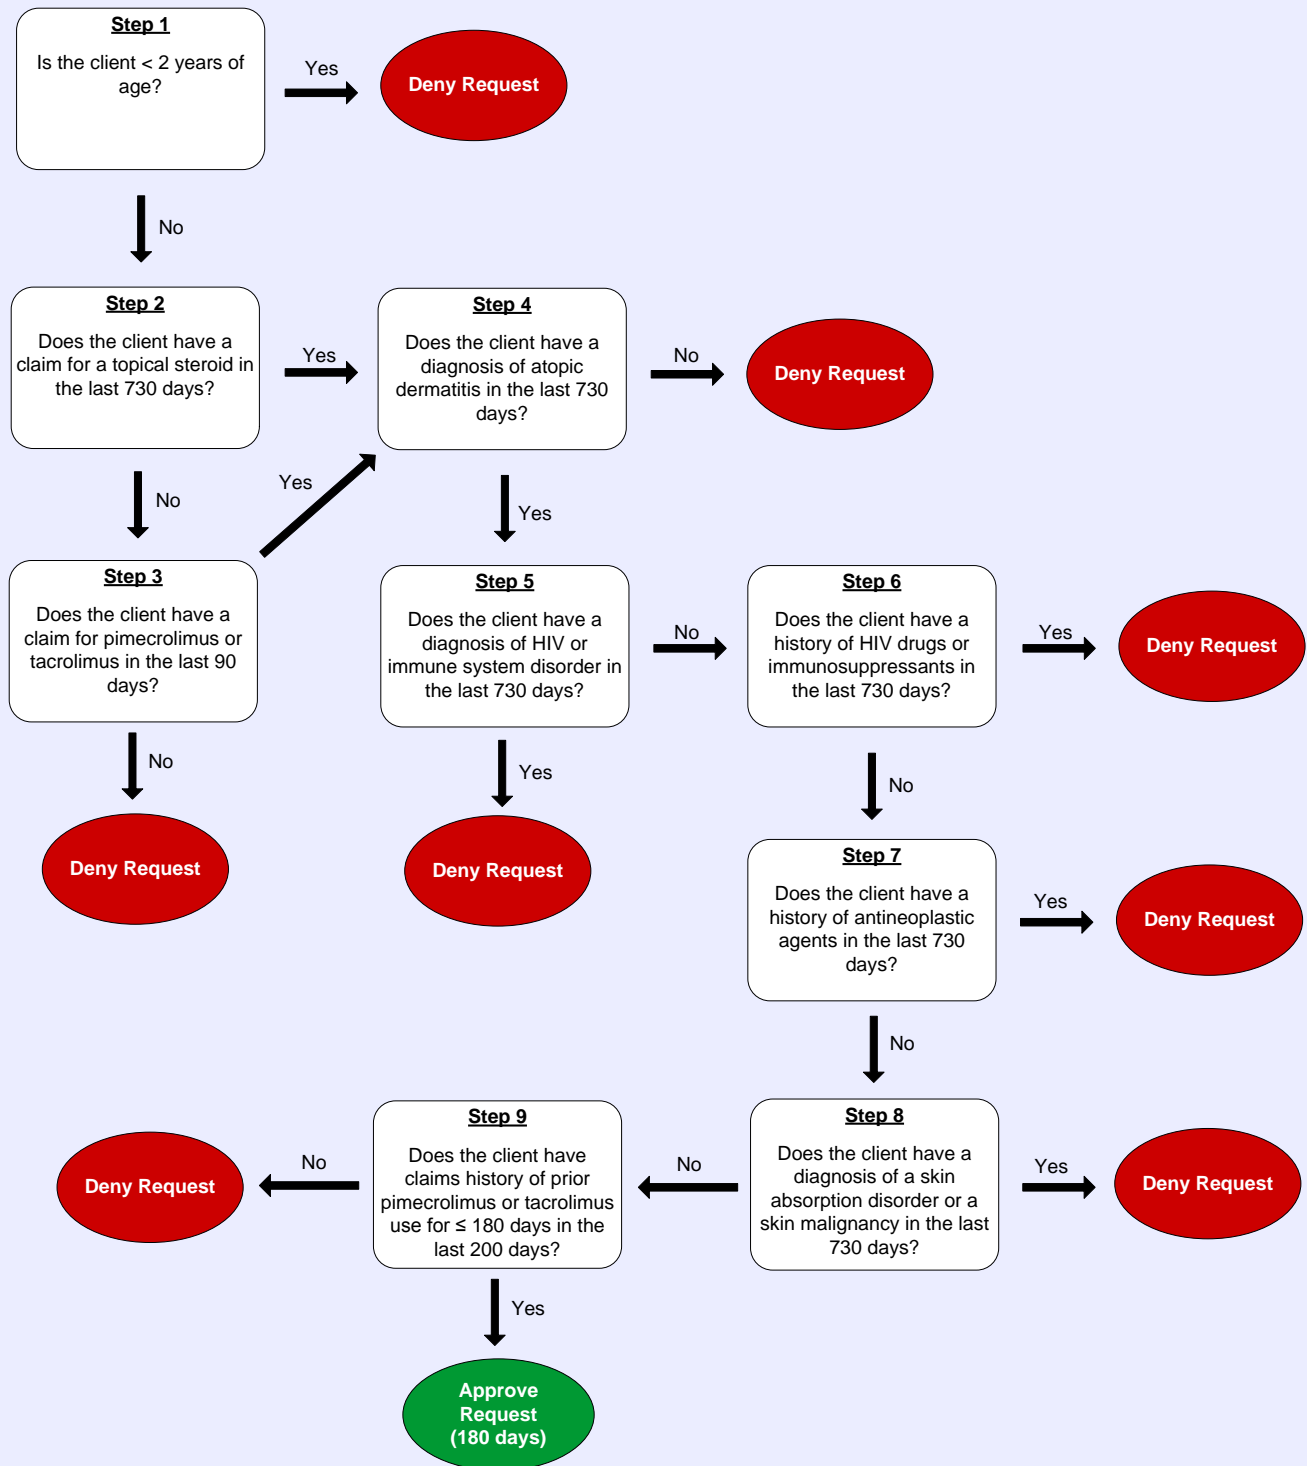 Step 1
Is the client < 2 years of
age?
Yes
Deny Request
No
Step 2
Does the client have a
claim for a topical steroid in
the last 730 days?
Yes
Step 4
Does the client have a
diagnosis of atopic
dermatitis in the last 730
days?
No
Deny Request
No
Yes
Yes
Step 3
Does the client have a
claim for pimecrolimus or
tacrolimus in the last 90
days?
Step 5
Does the client have a
diagnosis of HIV or
immune system disorder in
the last 730 days?
No
Step 6
Does the client have a
history of HIV drugs or
immunosuppressants in
the last 730 days?
Yes
Deny Request
No
Deny Request
Yes
Deny Request
No
Step 7
Does the client have a
history of antineoplastic
agents in the last 730
days?
Yes
Deny Request
No
Step 8
Does the client have a
diagnosis of a skin
absorption disorder or a
skin malignancy in the last
730 days?
Yes
Deny Request
No
Step 9
Does the client have
claims history of prior
pimecrolimus or tacrolimus
use for ≤ 180 days in the
last 200 days?
No
Deny Request
Yes
Approve
Request
(180 days)